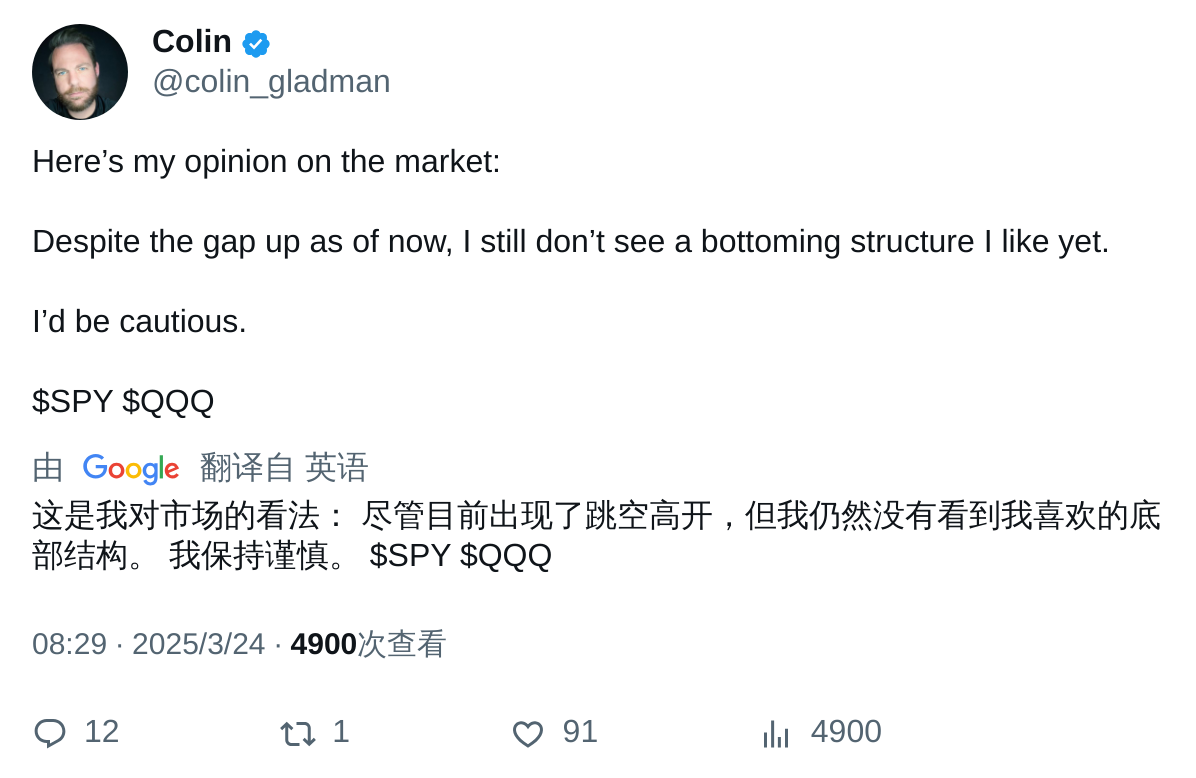 Colin
@colin_gladman
Here’s my opinion on the market:
Despite the gap up as of now, I still don’t see a bottoming structure I like yet.
I’d be cautious.
$SPY $QQQ
由 Google 翻译自 英语
这是我对市场的看法： 尽管目前出现了跳空高开，但我仍然没有看到我喜欢的底
部结构。 我保持谨慎。 $SPY $QQQ
08:29 · 2025/3/24 · 4900次查看
12 1 91 4900